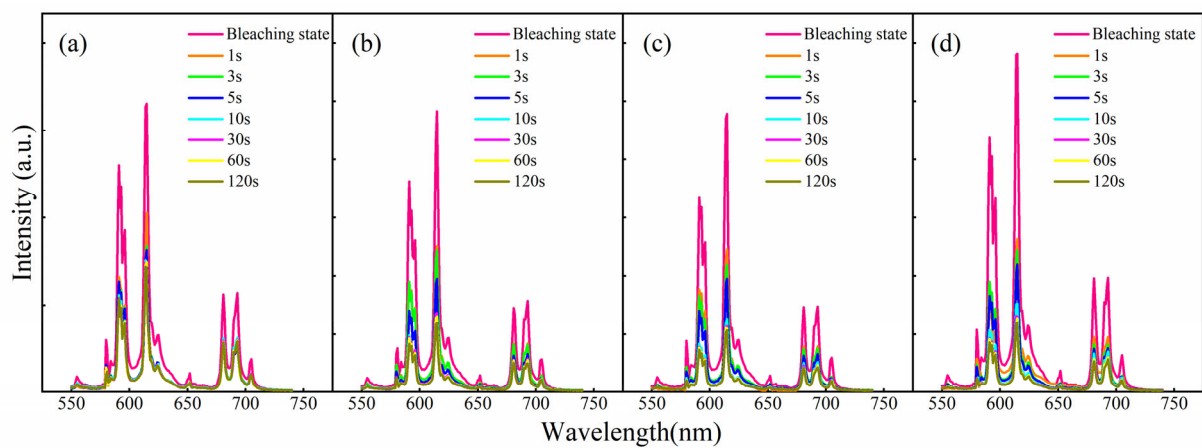 (a)
Bleaching state
1s
3s
5s
10s
30s
60s
120s
(b)
Bleaching state
1s
3s
5s
10s
30s
60s
120s
(c)
Bleaching state
1s
3s
5s
10s
30s
60s
120s
(d)
Bleaching state
1s
3s
5s
10s
30s
60s
120s
Intensity (a.u.)
550 600 650 700 750 550 600 650 700 750 550 600 650 700 750 550 600 650 700 750
Wavelength(nm)